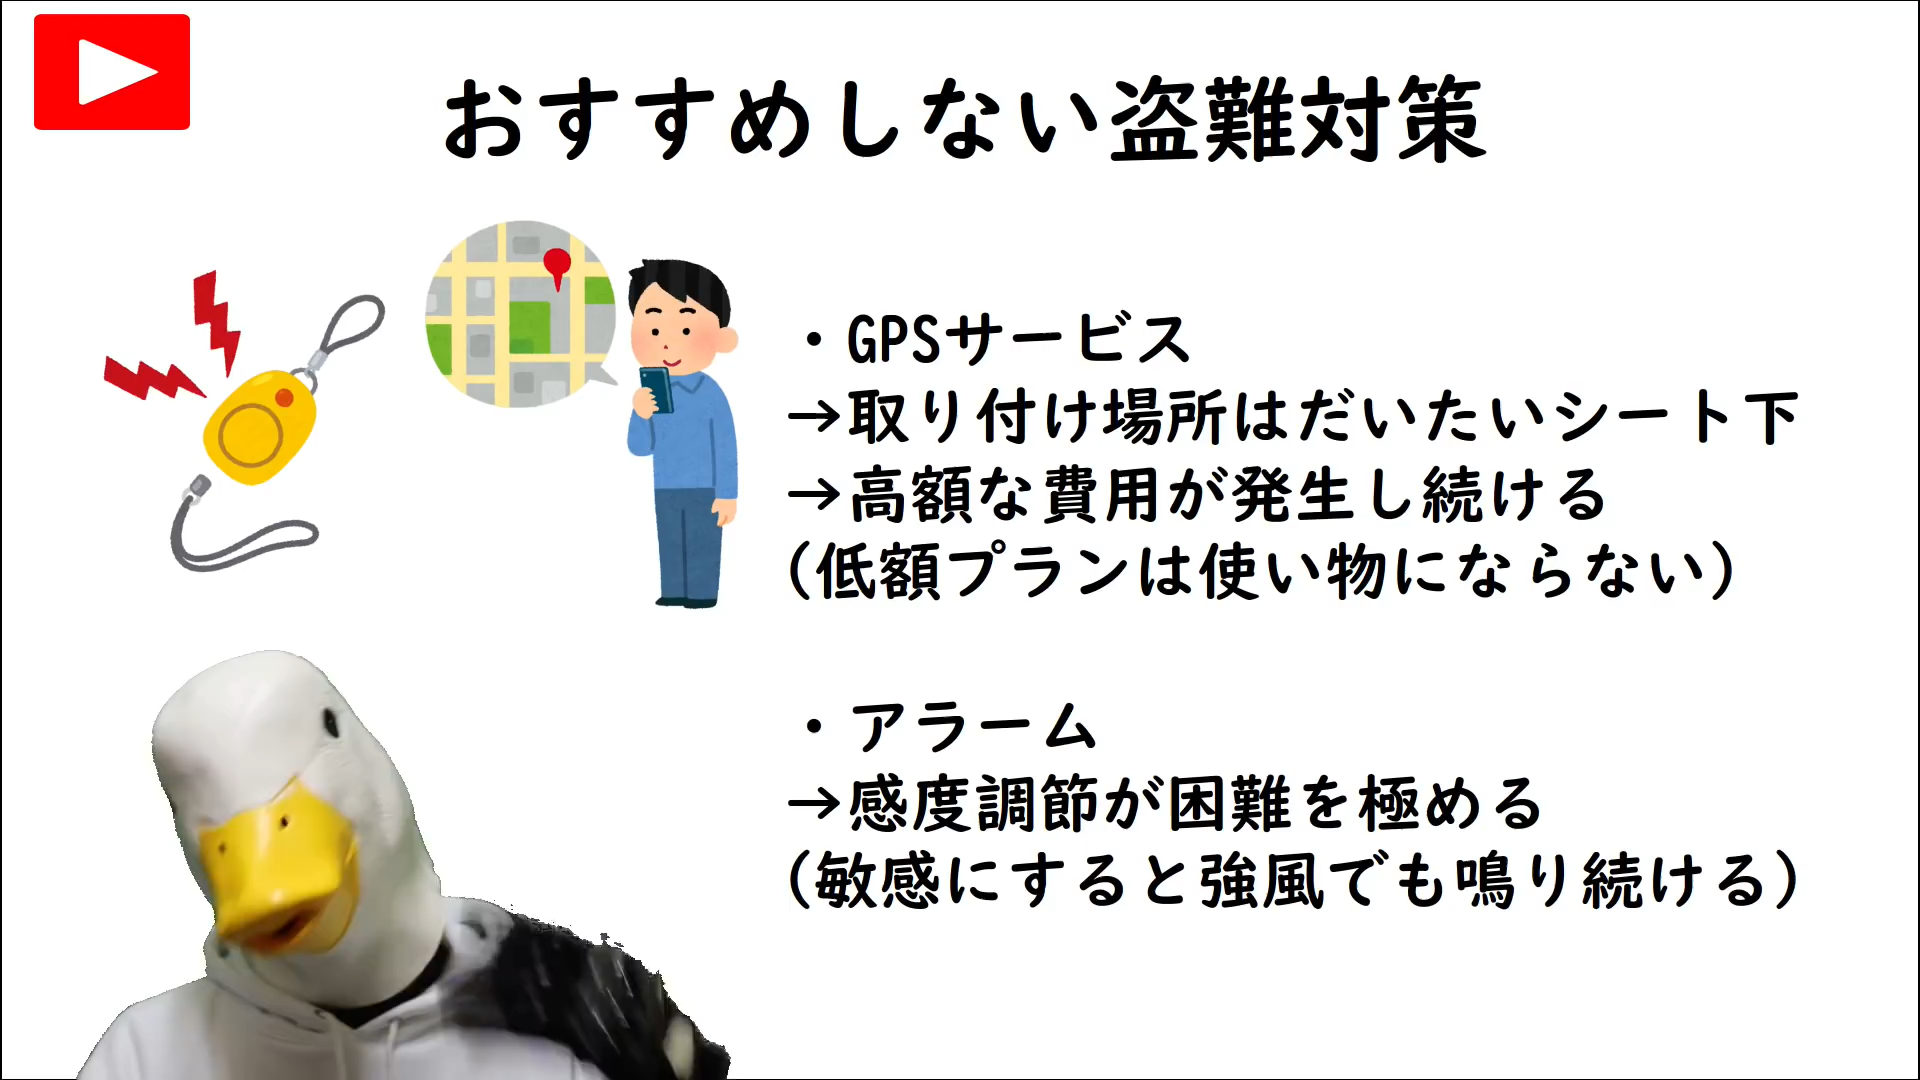 おすすめしない盗難対策
・GPSサービス
→取り付け場所はだいたいシート下
→高額な費用が発生し続ける
(低額プランは使い物にならない)
・アラーム
→感度調節が困難を極める
(敏感にすると強風でも鳴り続ける)